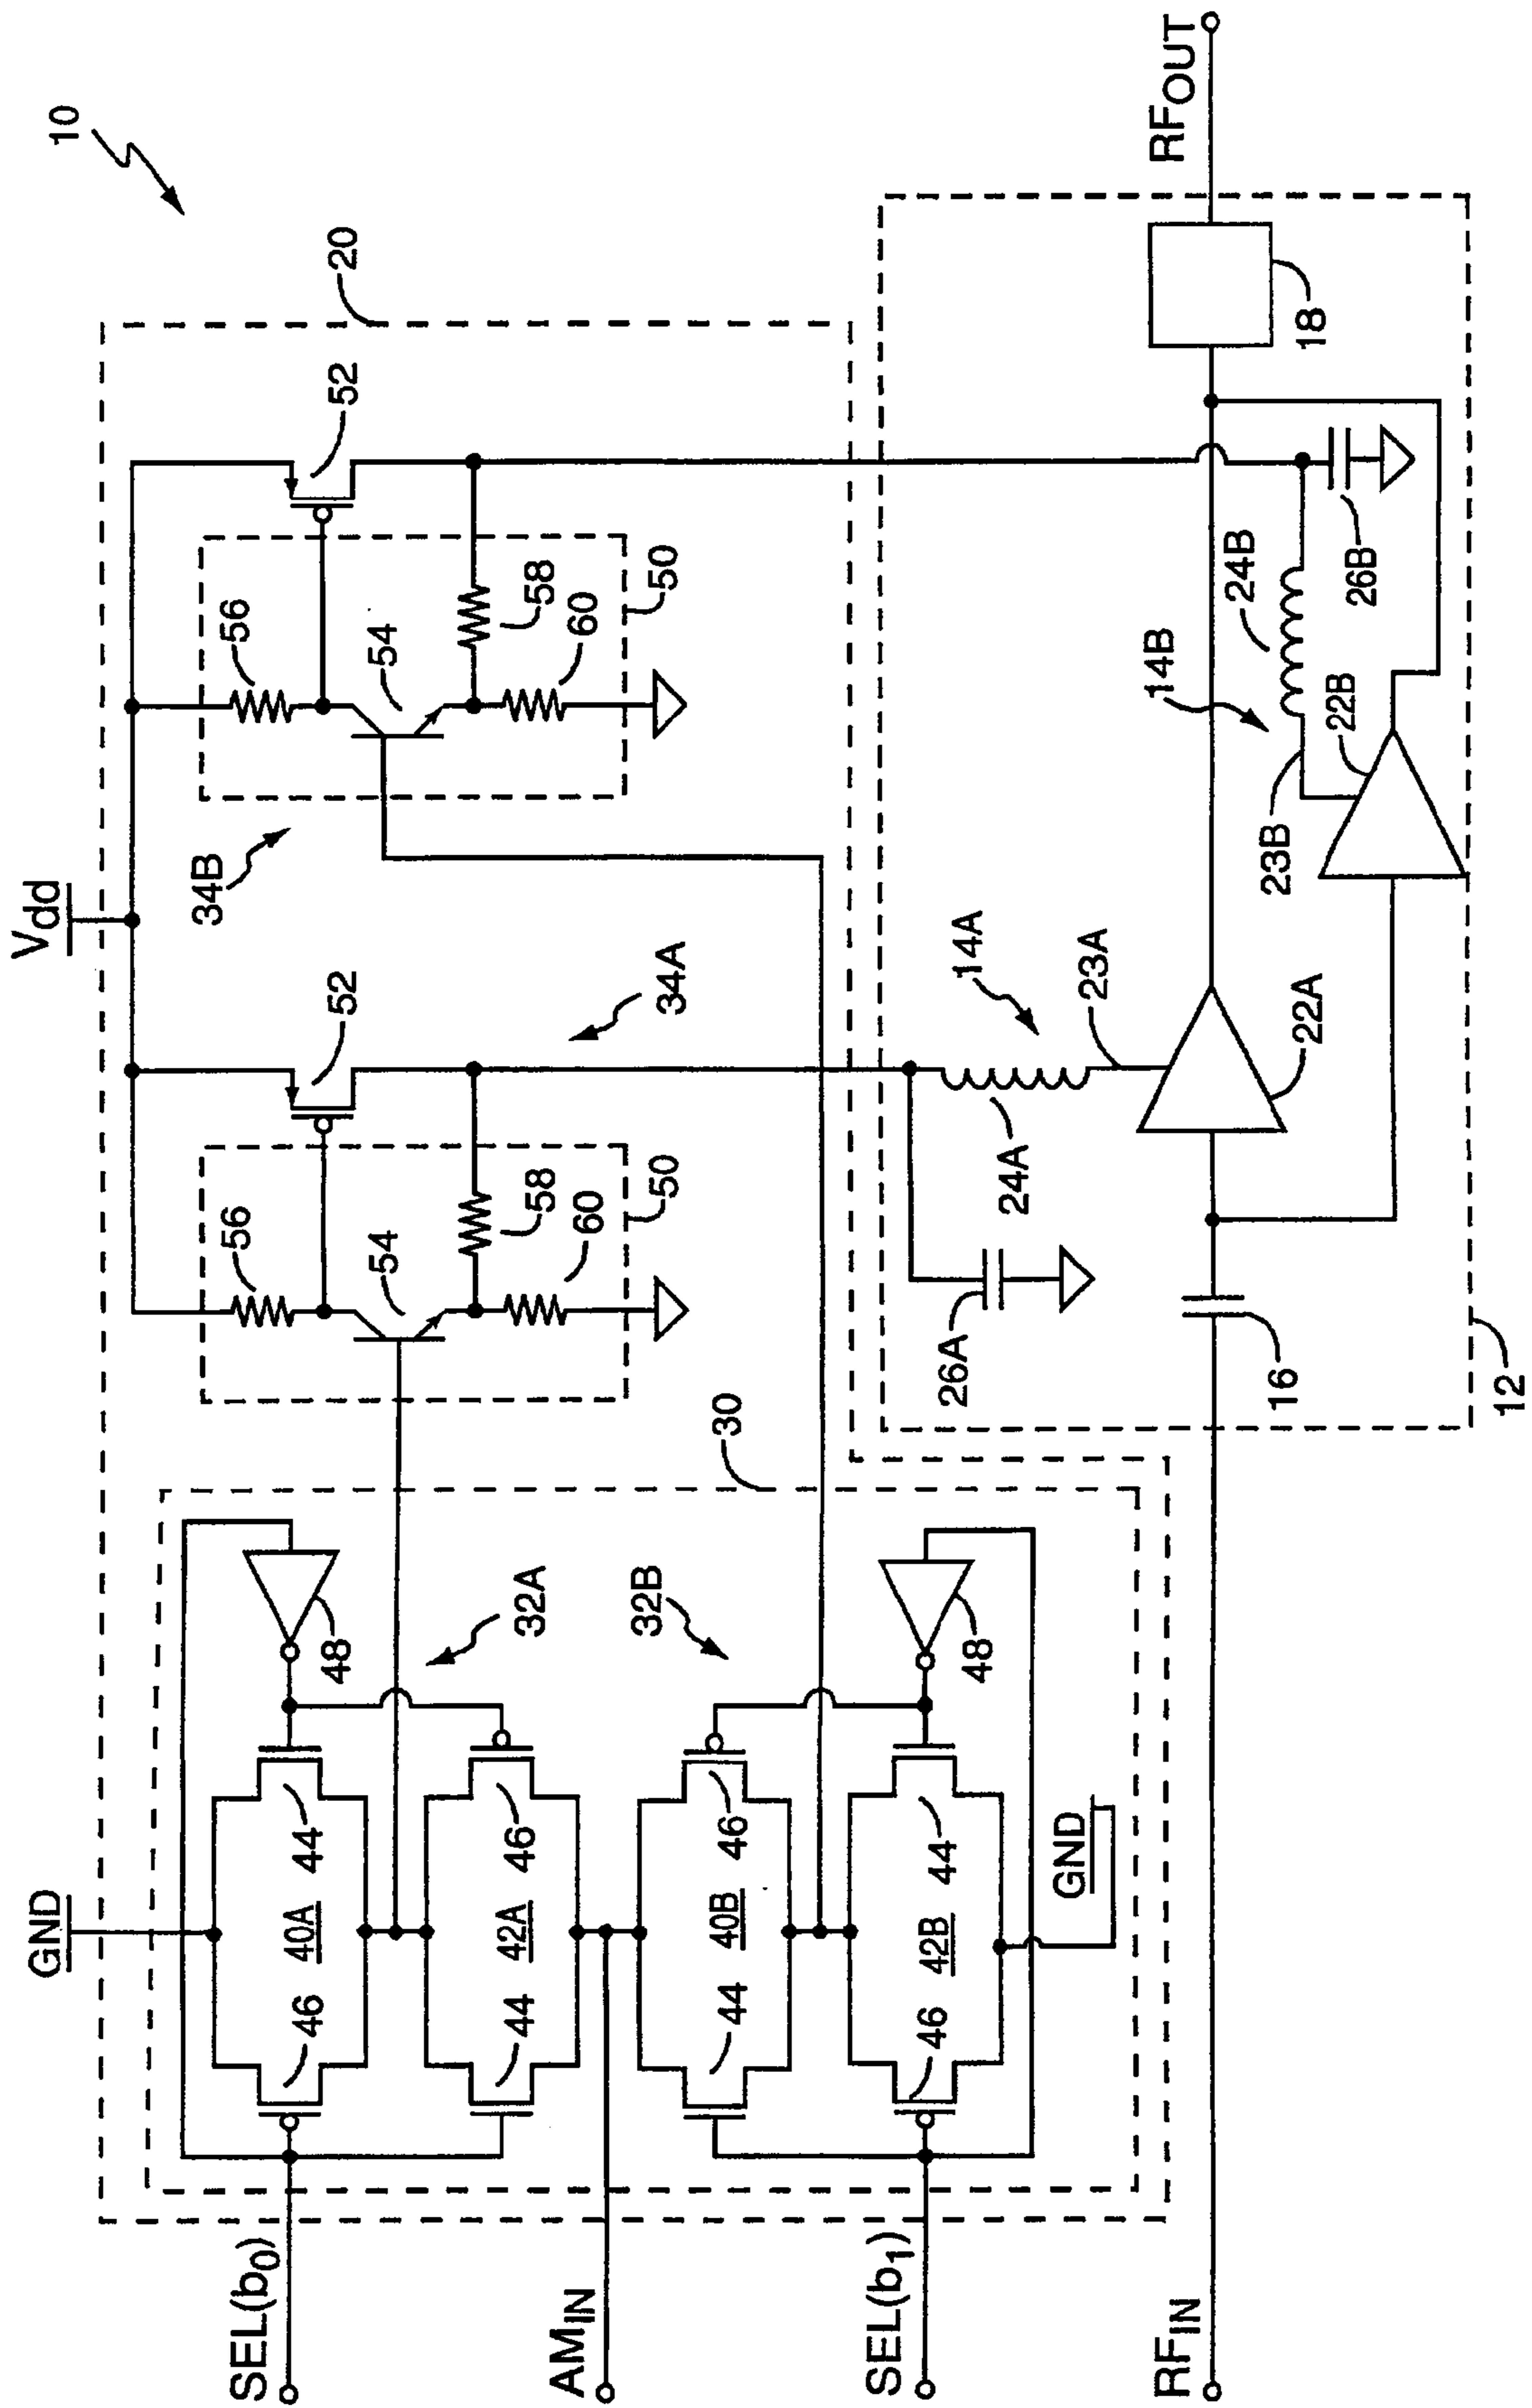 10
Vdd
20
GND
34B
56
52
54
58
60
50
34A
56
52
54
58
60
50
30
SEL(b0)
46
40A
44
48
32A
44
42A
46
AMIN
32B
44
40B
46
SEL(b1)
46
42B
44
48
GND
26A
24A
14A
23A
22A
14B
24B
23B
22B
26B
18
RFOUT
RFIN
16
12